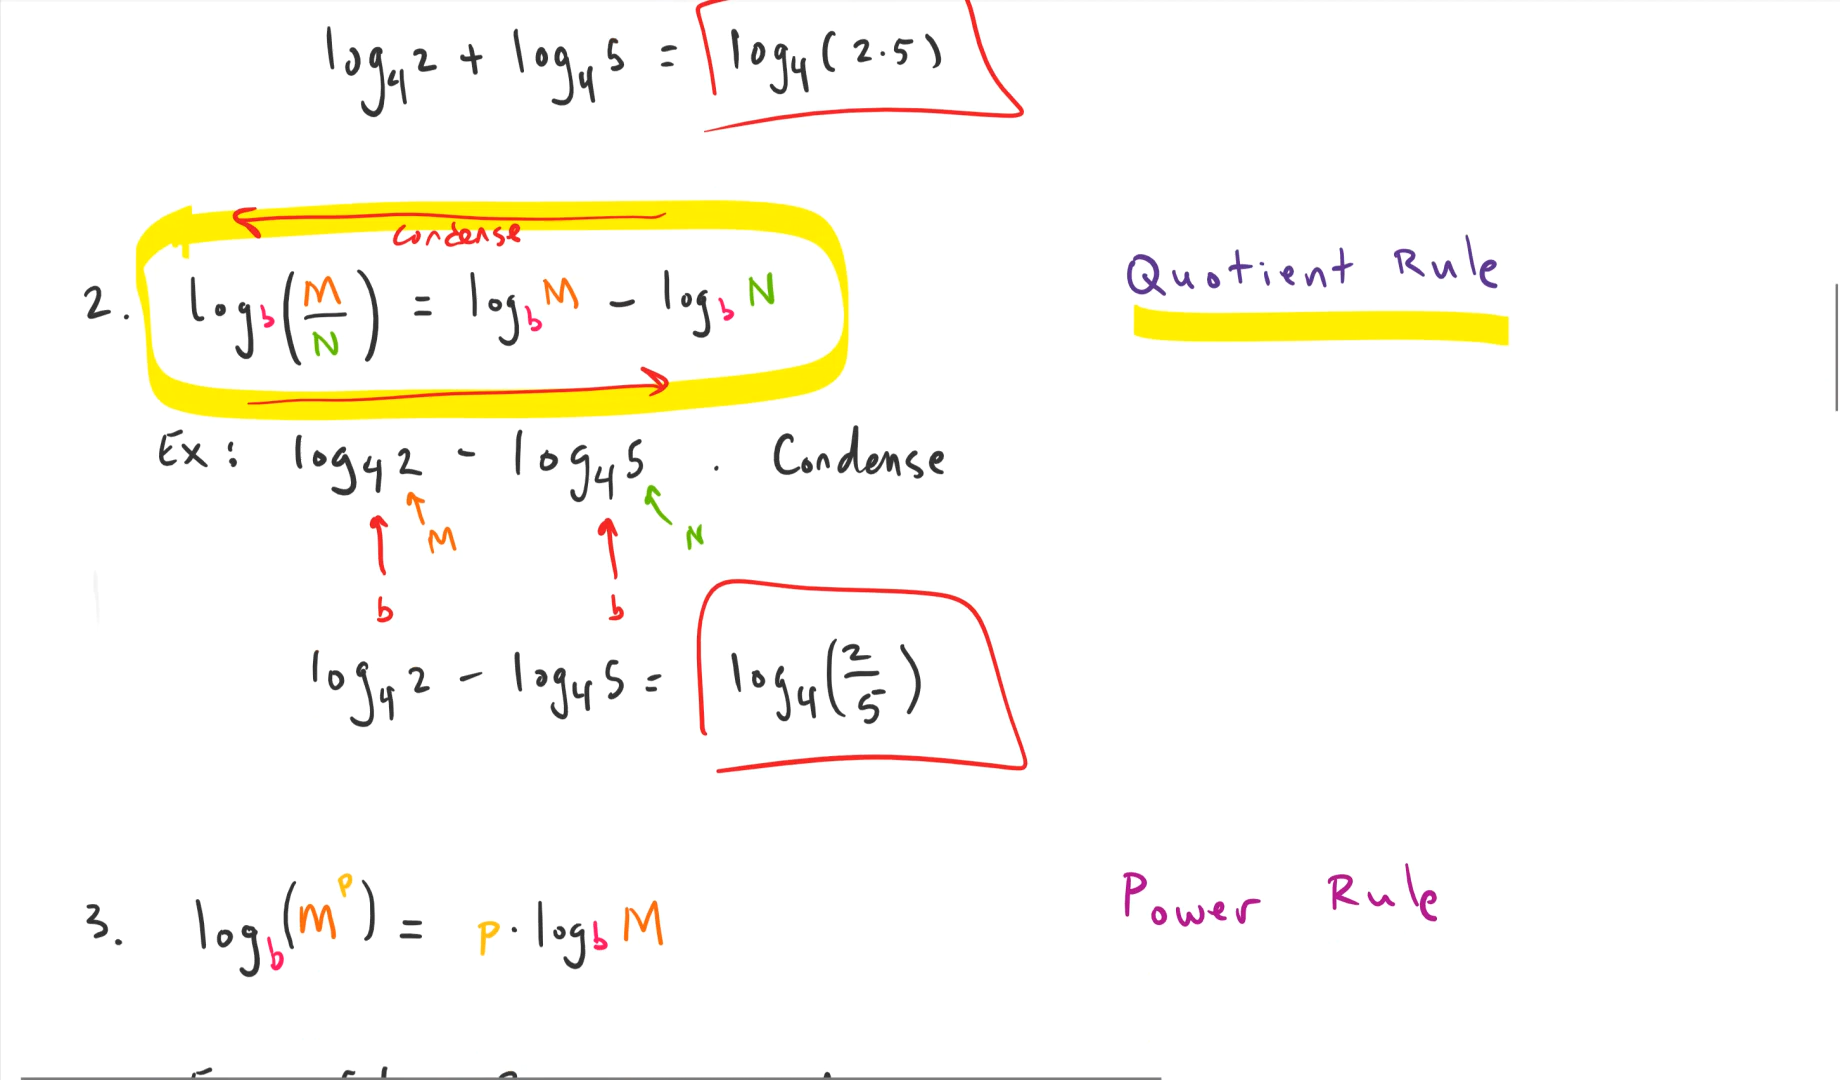 log₄2 + log₄5 = log₄(2·5)
Condense
2. log_b(M/N) = log_b M − log_b N
Quotient Rule
Ex: log₄2 - log₄5 . Condense
M N
b b
log₄2 − log₄5 = log₄(2/5)
3. log_b(M^p) = p·log_b M
Power Rule